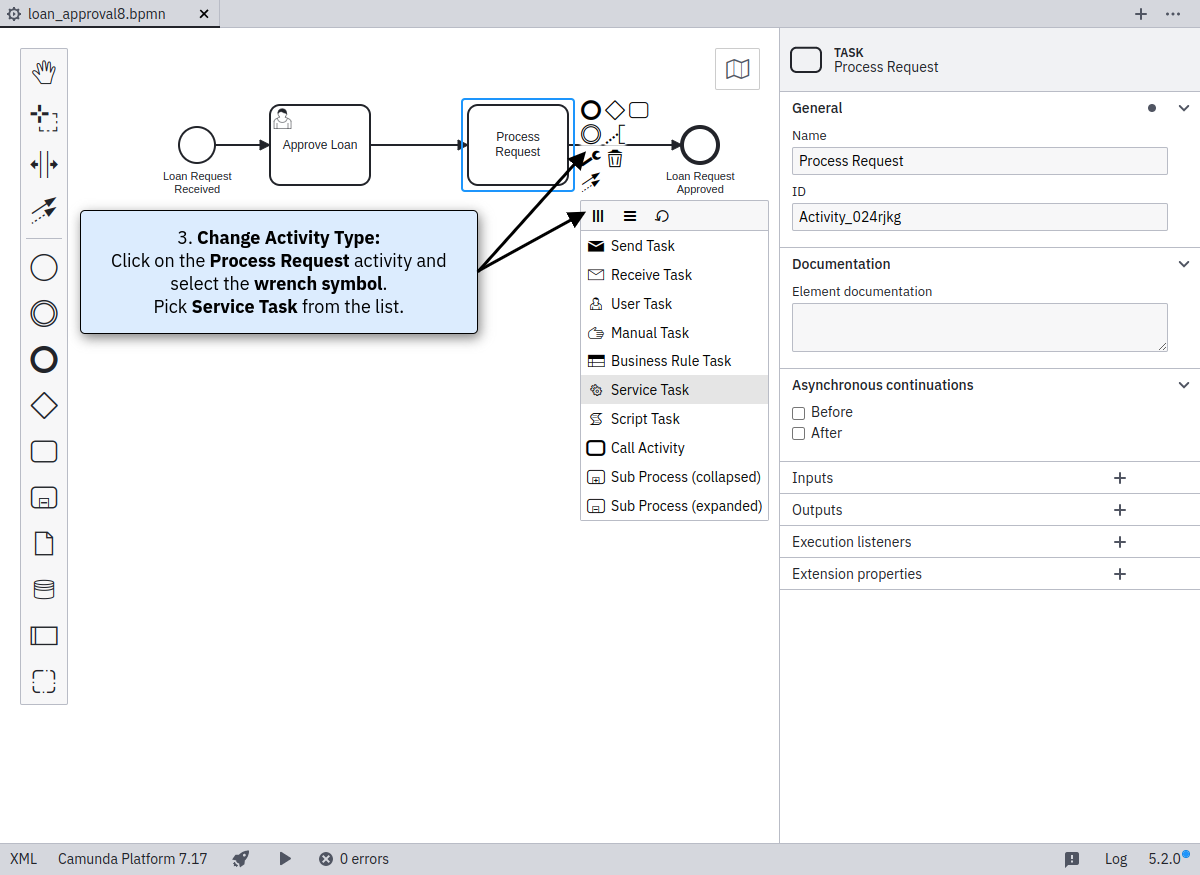 loan_approval8.bpmn
TASK
Process Request
Approve Loan
Process
Request
Loan Request
Received
Loan Request
Approved
3. Change Activity Type:
Click on the Process Request activity and
select the wrench symbol.
Pick Service Task from the list.
Send Task
Receive Task
User Task
Manual Task
Business Rule Task
Service Task
Script Task
Call Activity
Sub Process (collapsed)
Sub Process (expanded)
General
Name
Process Request
ID
Activity_024rjkg
Documentation
Element documentation
Asynchronous continuations
Before
After
Inputs
Outputs
Execution listeners
Extension properties
XML
Camunda Platform 7.17
0 errors
Log
5.2.0